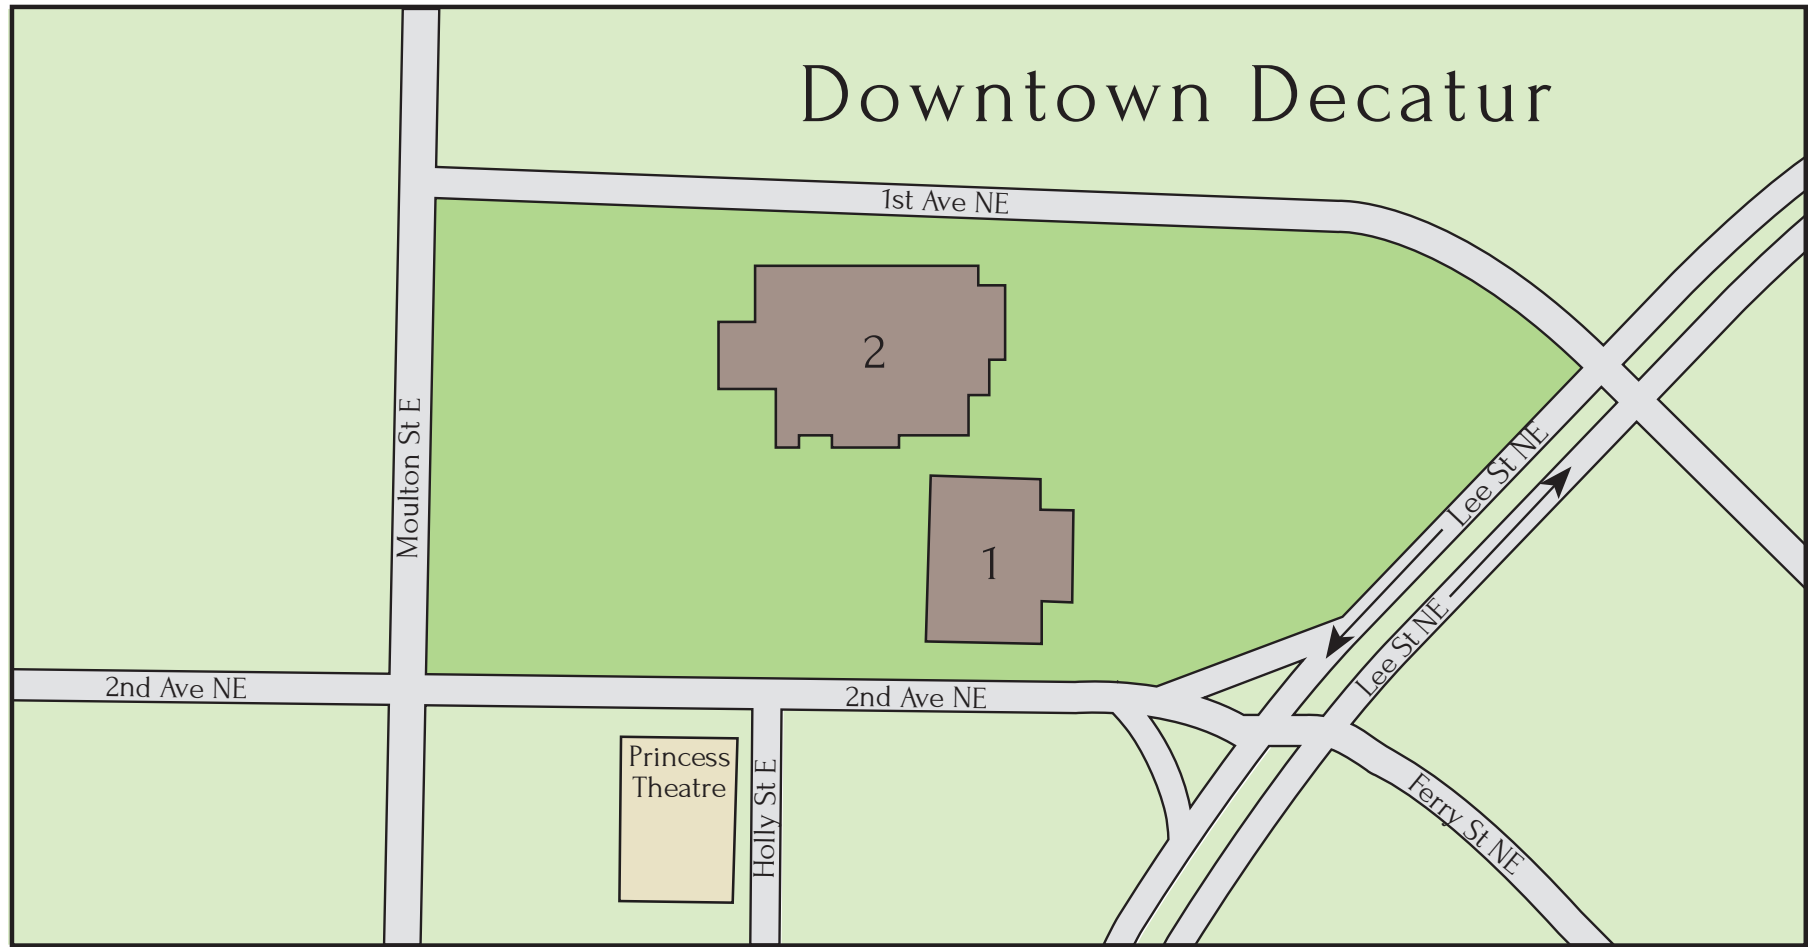 Downtown Decatur
1st Ave NE
2
Moulton St E
Lee St NE
1
Lee St NE
2nd Ave NE
2nd Ave NE
Princess
Theatre
Holly St E
Ferry St NE